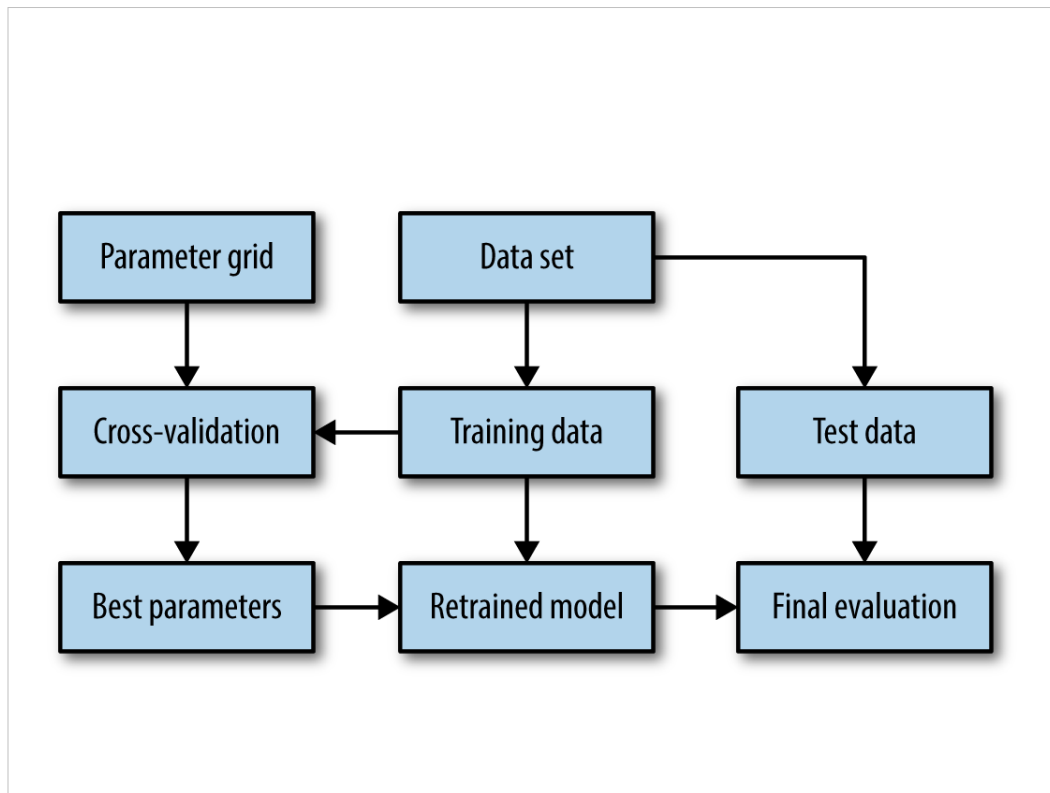 Parameter grid
Data set
Cross-validation
Training data
Test data
Best parameters
Retrained model
Final evaluation